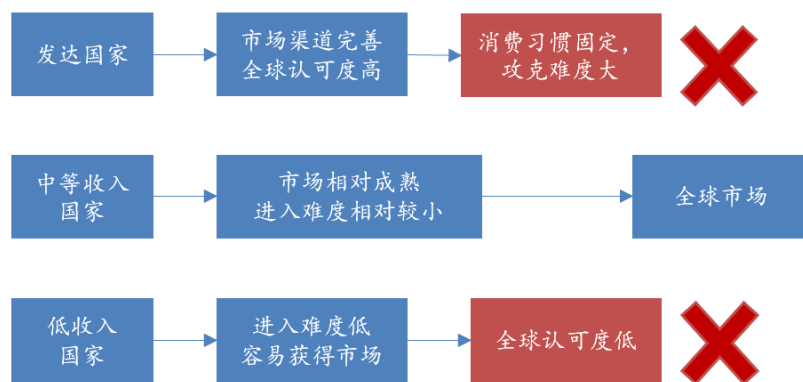 发达国家
市场渠道完善
全球认可度高
消费习惯固定，
攻克难度大
中等收入
国家
市场相对成熟
进入难度相对较小
全球市场
低收入
国家
进入难度低
容易获得市场
全球认可度低